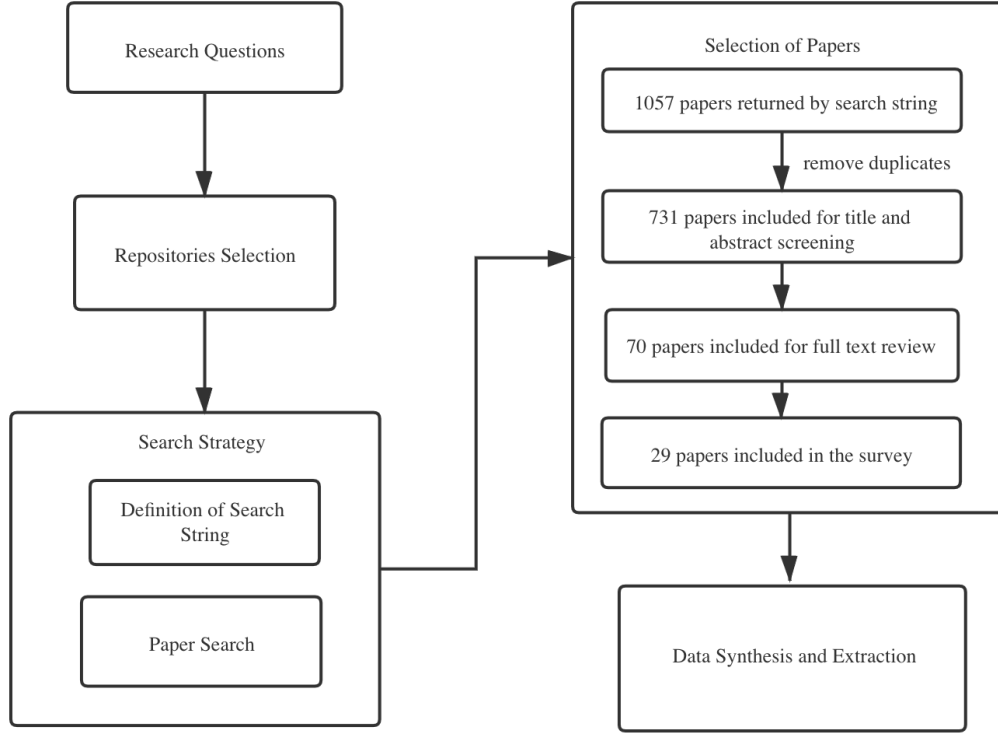 Research Questions
Repositories Selection
Search Strategy
Definition of Search
String
Paper Search
Selection of Papers
1057 papers returned by search string
remove duplicates
731 papers included for title and
abstract screening
70 papers included for full text review
29 papers included in the survey
Data Synthesis and Extraction